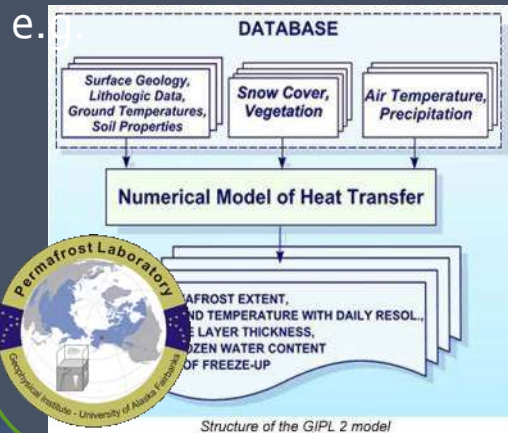 e.g.
DATABASE
Surface Geology,
Lithologic Data,
Ground Temperatures,
Soil Properties
Snow Cover,
Vegetation
Air Temperature,
Precipitation
Numerical Model of Heat Transfer
AFROST EXTENT,
ND TEMPERATURE WITH DAILY RESOL.,
E LAYER THICKNESS,
OZEN WATER CONTENT
OF FREEZE-UP
Permafrost Laboratory
Geophysical Institute - University of Alaska Fairbanks
Structure of the GIPL 2 model